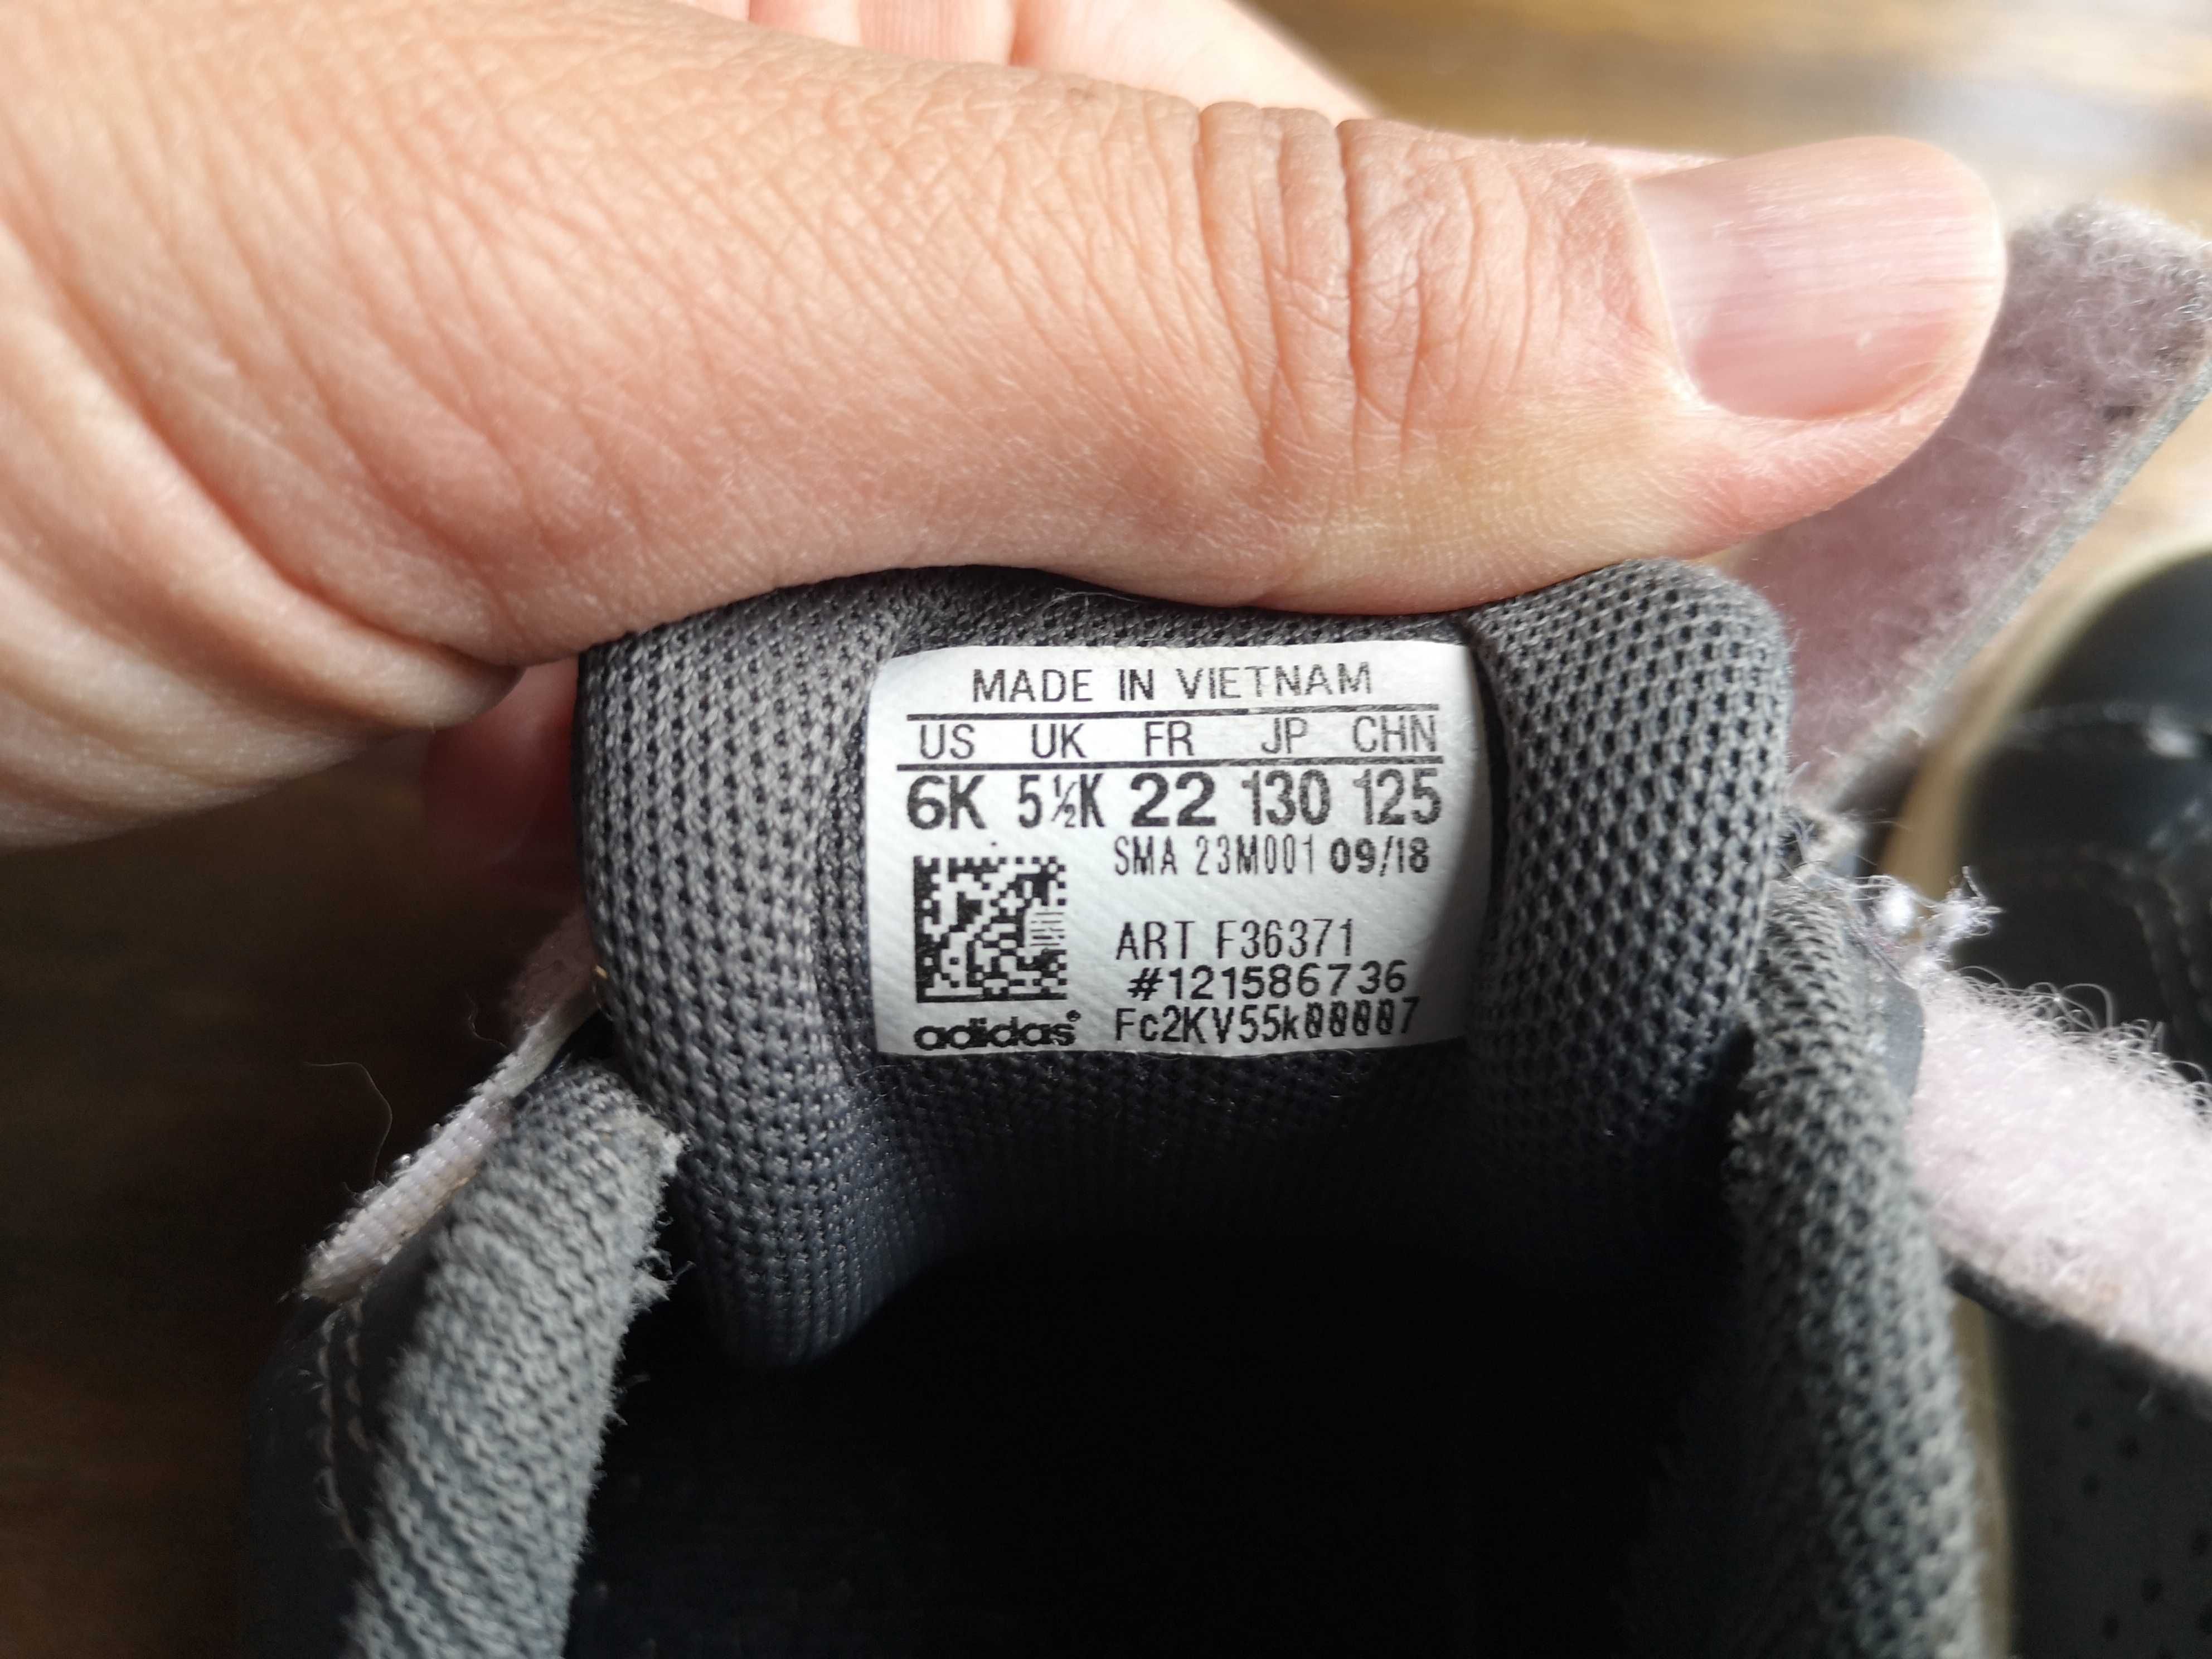 MADE IN VIETNAM
US UK FR JP CHN
6K 5½K 22 130 125
SMA 23M001 09/18
ART F36371
#121586736
adidas® Fc2KV55k00007